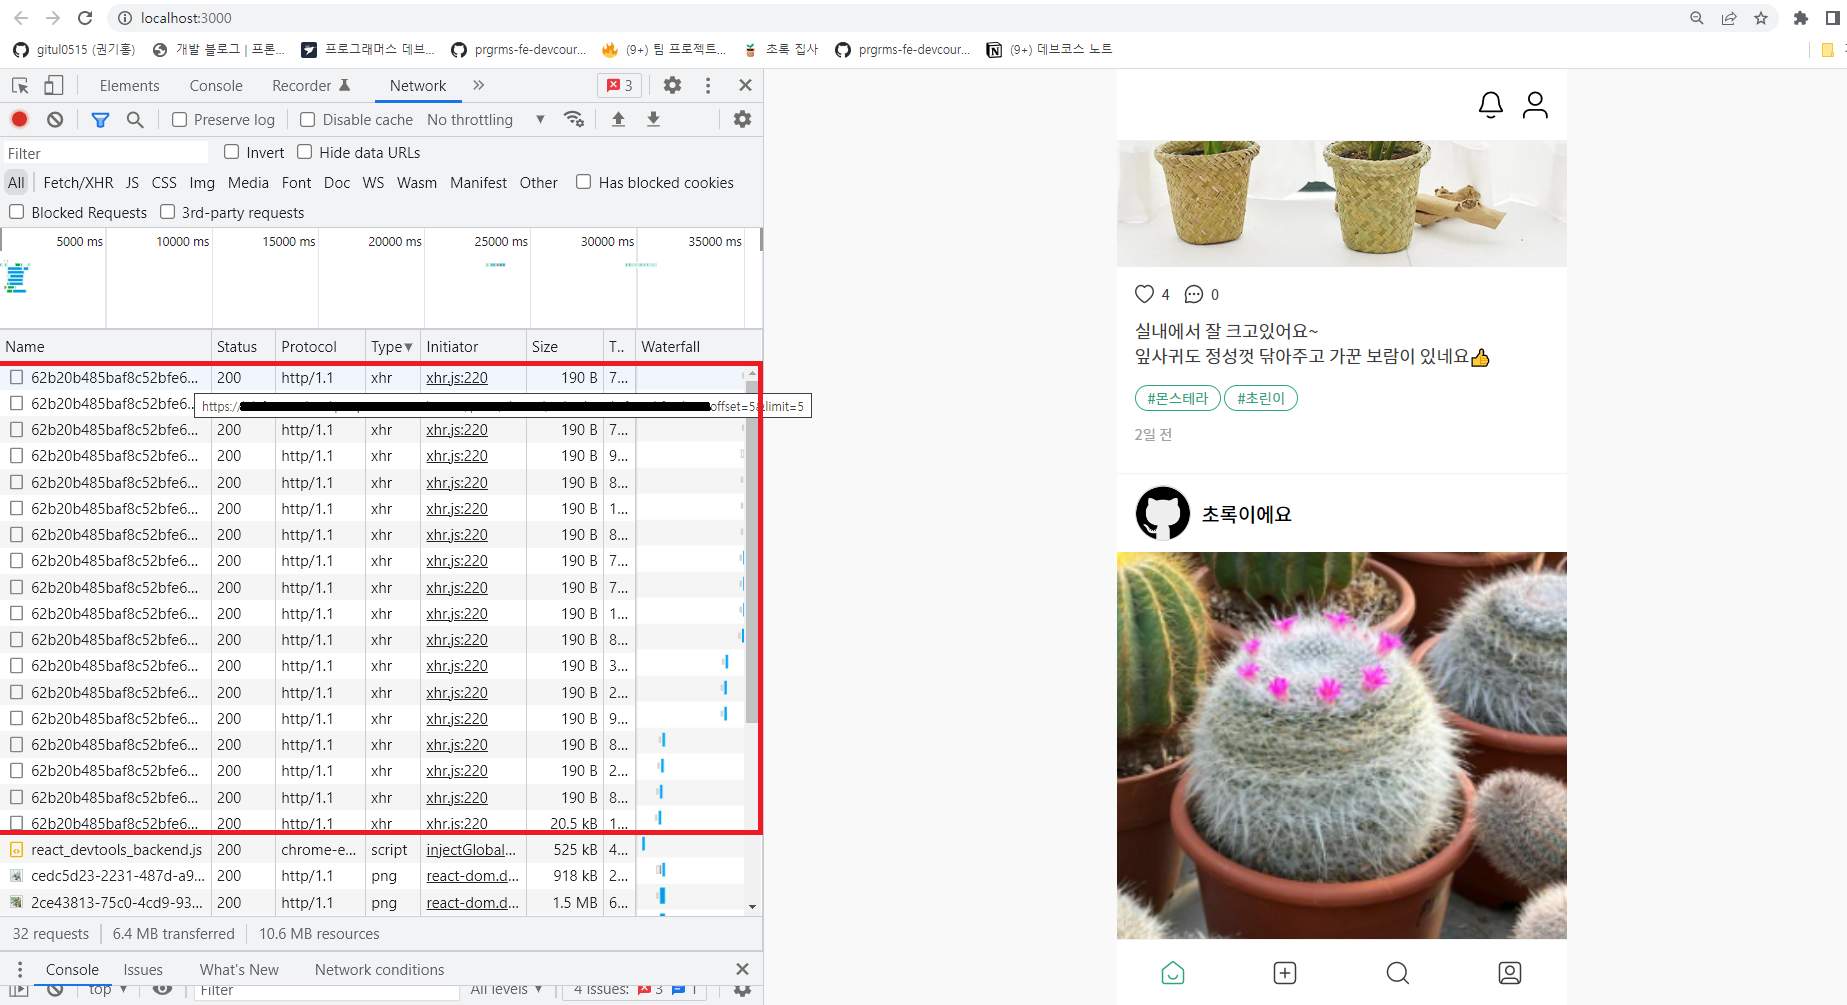 localhost:3000
gitul0515 (권기홍)
개발 블로그 | 프론...
프로그래머스 데브...
prgrms-fe-devcour...
(9+) 팀 프로젝트...
초록 집사
prgrms-fe-devcour...
(9+) 데브코스 노트
Elements Console Recorder Network 3
Preserve log Disable cache No throttling
Filter Invert Hide data URLs
All Fetch/XHR JS CSS Img Media Font Doc WS Wasm Manifest Other Has blocked cookies
Blocked Requests 3rd-party requests
5000 ms 10000 ms 15000 ms 20000 ms 25000 ms 30000 ms 35000 ms
Name Status Protocol Type Initiator Size T.. Waterfall
62b20b485baf8c52bfe6... 200 http/1.1 xhr xhr.js:220 190 B 7...
62b20b485baf8c52bfe6.. https:// offset=5&limit=5
62b20b485baf8c52bfe6... 200 http/1.1 xhr xhr.js:220 190 B 7...
62b20b485baf8c52bfe6... 200 http/1.1 xhr xhr.js:220 190 B 9...
62b20b485baf8c52bfe6... 200 http/1.1 xhr xhr.js:220 190 B 8...
62b20b485baf8c52bfe6... 200 http/1.1 xhr xhr.js:220 190 B 1...
62b20b485baf8c52bfe6... 200 http/1.1 xhr xhr.js:220 190 B 8...
62b20b485baf8c52bfe6... 200 http/1.1 xhr xhr.js:220 190 B 7...
62b20b485baf8c52bfe6... 200 http/1.1 xhr xhr.js:220 190 B 7...
62b20b485baf8c52bfe6... 200 http/1.1 xhr xhr.js:220 190 B 1...
62b20b485baf8c52bfe6... 200 http/1.1 xhr xhr.js:220 190 B 8...
62b20b485baf8c52bfe6... 200 http/1.1 xhr xhr.js:220 190 B 3...
62b20b485baf8c52bfe6... 200 http/1.1 xhr xhr.js:220 190 B 2...
62b20b485baf8c52bfe6... 200 http/1.1 xhr xhr.js:220 190 B 9...
62b20b485baf8c52bfe6... 200 http/1.1 xhr xhr.js:220 190 B 8...
62b20b485baf8c52bfe6... 200 http/1.1 xhr xhr.js:220 190 B 2...
62b20b485baf8c52bfe6... 200 http/1.1 xhr xhr.js:220 190 B 8...
62b20b485baf8c52bfe6... 200 http/1.1 xhr xhr.js:220 20.5 kB 1...
react_devtools_backend.js 200 chrome-e... script injectGlobal... 525 kB 4...
cedc5d23-2231-487d-a9... 200 http/1.1 png react-dom.d... 918 kB 2...
2ce43813-75c0-4cd9-93... 200 http/1.1 png react-dom.d... 1.5 MB 6...
32 requests 6.4 MB transferred 10.6 MB resources
Console Issues What's New Network conditions
top Filter All levels 4 Issues: 3 1
4 0
실내에서 잘 크고있어요~
잎사귀도 정성껏 닦아주고 가꾼 보람이 있네요👍
#몬스테라 #초린이
2일 전
초록이에요